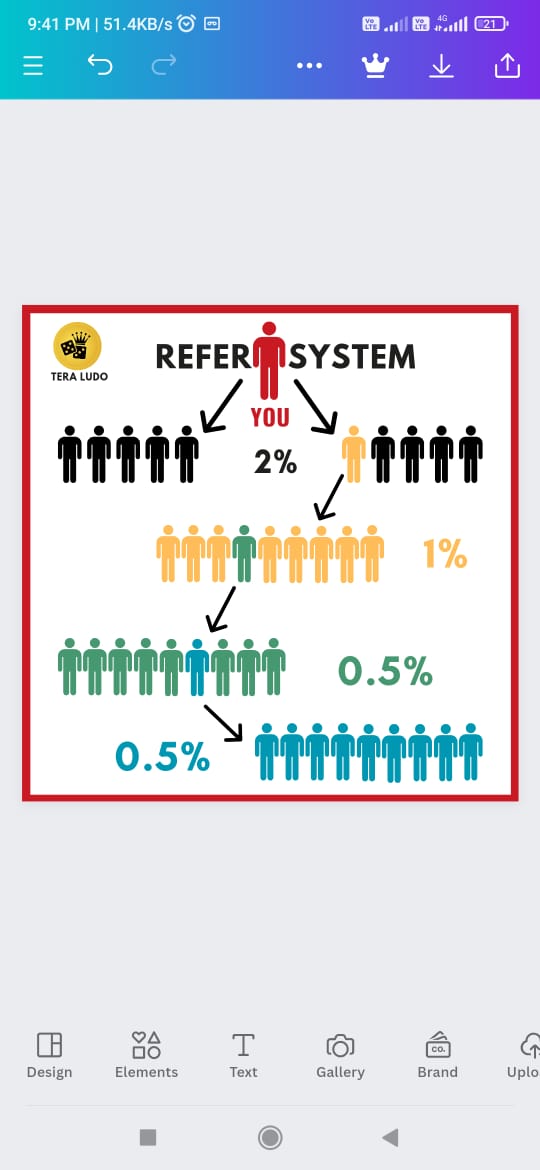 9:41 PM | 51.4KB/s
Vo LTE Vo LTE 4G 21
REFER SYSTEM
TERA LUDO
YOU
2%
1%
0.5%
0.5%
CO.
Design Elements Text Gallery Brand Uplo